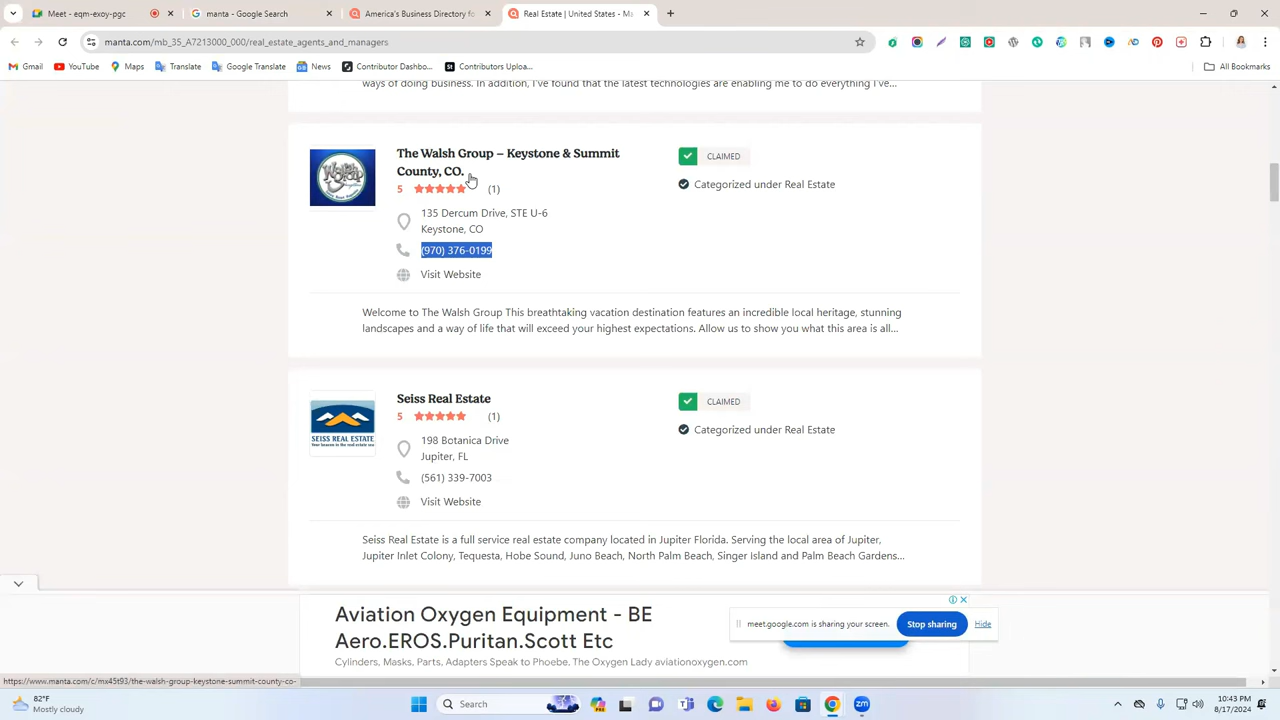 Meet - eqm-exoy-pgc
manta - Google Search
America's Business Directory fo
Real Estate | United States - Ma
manta.com/mb_35_A7213000_000/real_estate_agents_and_managers
Gmail
YouTube
Maps
Translate
Google Translate
News
Contributor Dashbo...
Contributors Uploa...
All Bookmarks
ways of doing business. In addition, I've found that the latest technologies are enabling me to do everything I've...
The Walsh Group – Keystone & Summit
County, CO.
5 (1)
135 Dercum Drive, STE U-6
Keystone, CO
(970) 376-0199
Visit Website
CLAIMED
Categorized under Real Estate
Welcome to The Walsh Group This breathtaking vacation destination features an incredible local heritage, stunning
landscapes and a way of life that will exceed your highest expectations. Allow us to show you what this area is all...
SEISS REAL ESTATE
Seiss Real Estate
5 (1)
198 Botanica Drive
Jupiter, FL
(561) 339-7003
Visit Website
CLAIMED
Categorized under Real Estate
Seiss Real Estate is a full service real estate company located in Jupiter Florida. Serving the local area of Jupiter,
Jupiter Inlet Colony, Tequesta, Hobe Sound, Juno Beach, North Palm Beach, Singer Island and Palm Beach Gardens...
Aviation Oxygen Equipment - BE
Aero.EROS.Puritan.Scott Etc
Cylinders, Masks, Parts, Adapters Speak to Phoebe, The Oxygen Lady aviationoxygen.com
meet.google.com is sharing your screen.
Stop sharing
Hide
https://www.manta.com/c/mx45t93/the-walsh-group-keystone-summit-county-co-
82°F
Mostly cloudy
Search
10:43 PM
8/17/2024